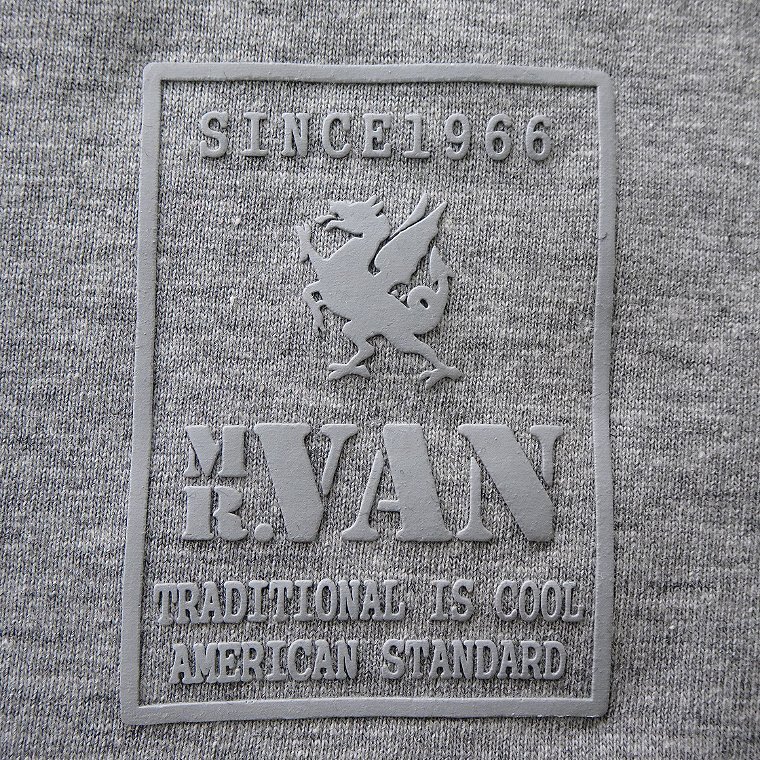 SINCE1966
MR.VAN
TRADITIONAL IS COOL
AMERICAN STANDARD